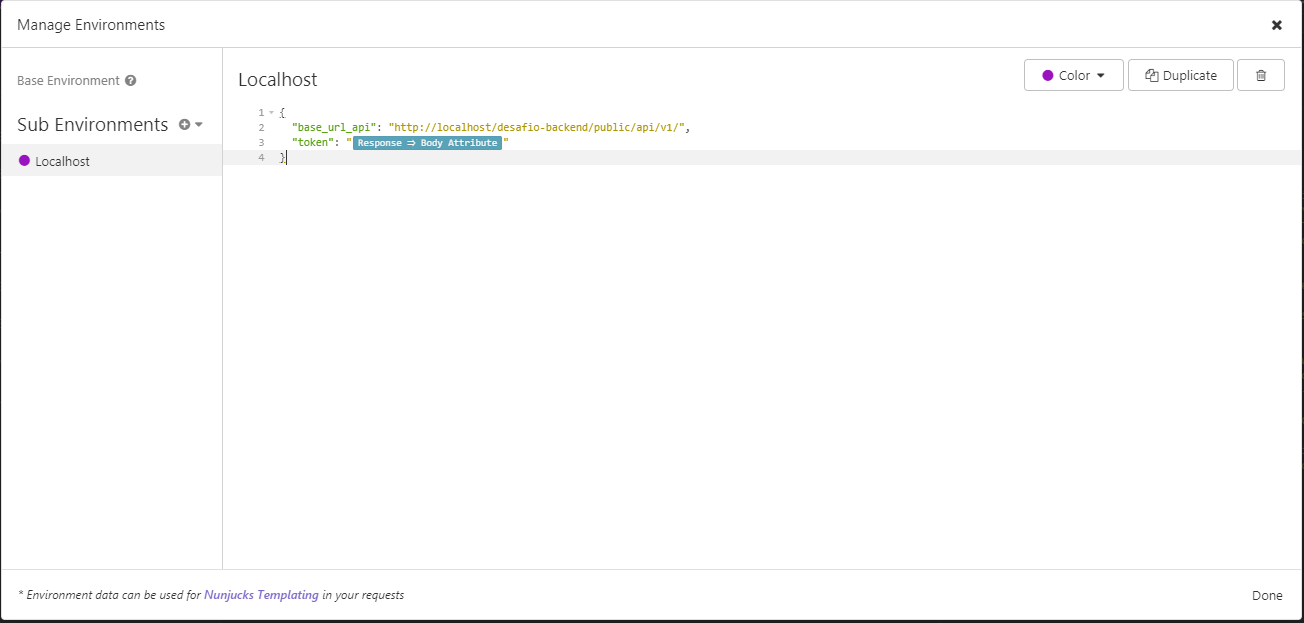 Manage Environments
Base Environment
Sub Environments
Localhost
Localhost
Color
Duplicate
1 {
2 "base_url_api": "http://localhost/desafio-backend/public/api/v1/",
3 "token": "Response ⇒ Body Attribute"
4 }
* Environment data can be used for Nunjucks Templating in your requests
Done